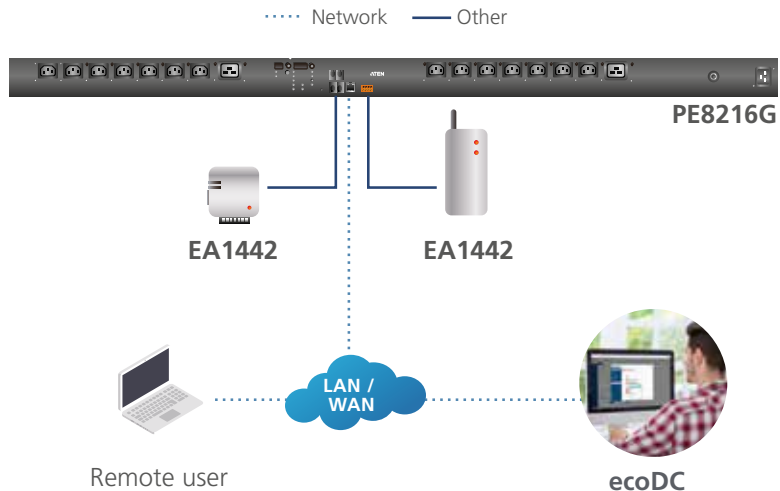 Network Other
ATEN
PE8216G
EA1442 EA1442
LAN /
WAN
Remote user
ecoDC